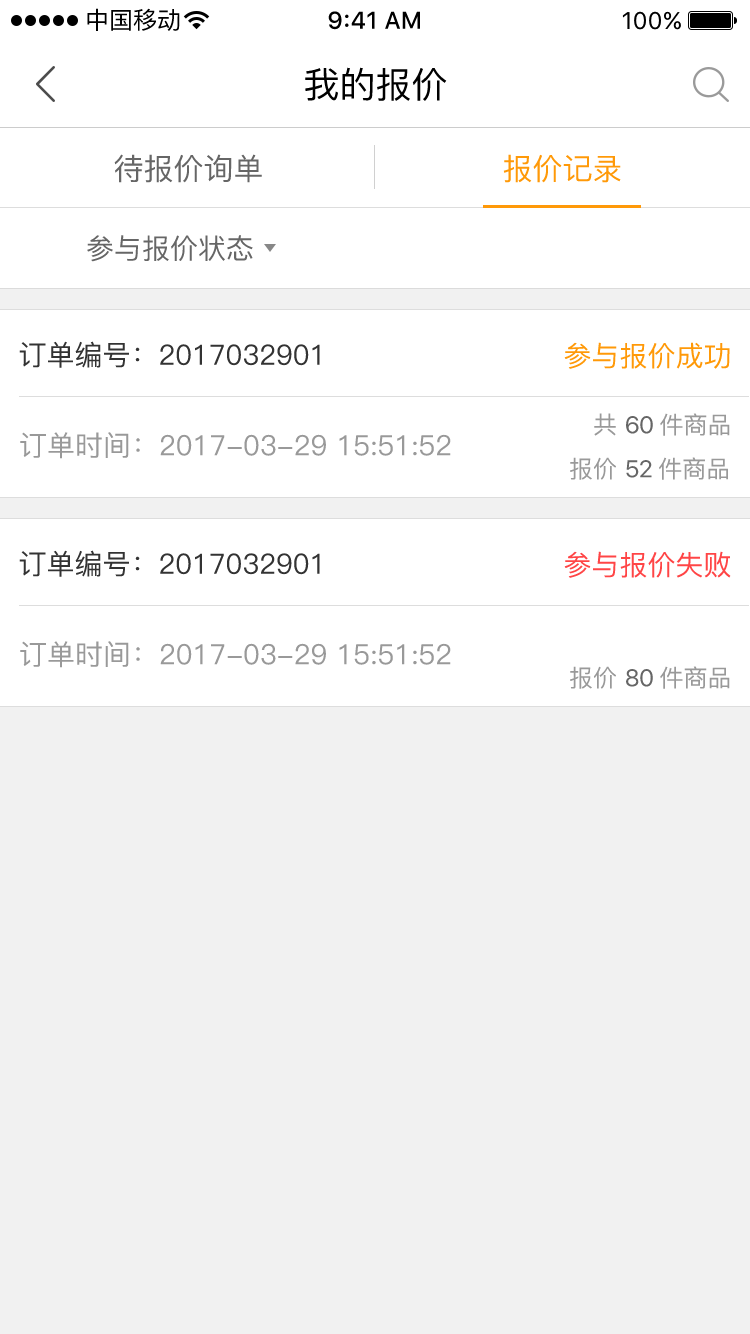 中国移动 9:41 AM 100%
我的报价
待报价询单 报价记录
参与报价状态
订单编号：2017032901 参与报价成功
共 60 件商品
订单时间：2017-03-29 15:51:52
报价 52 件商品
订单编号：2017032901 参与报价失败
订单时间：2017-03-29 15:51:52
报价 80 件商品